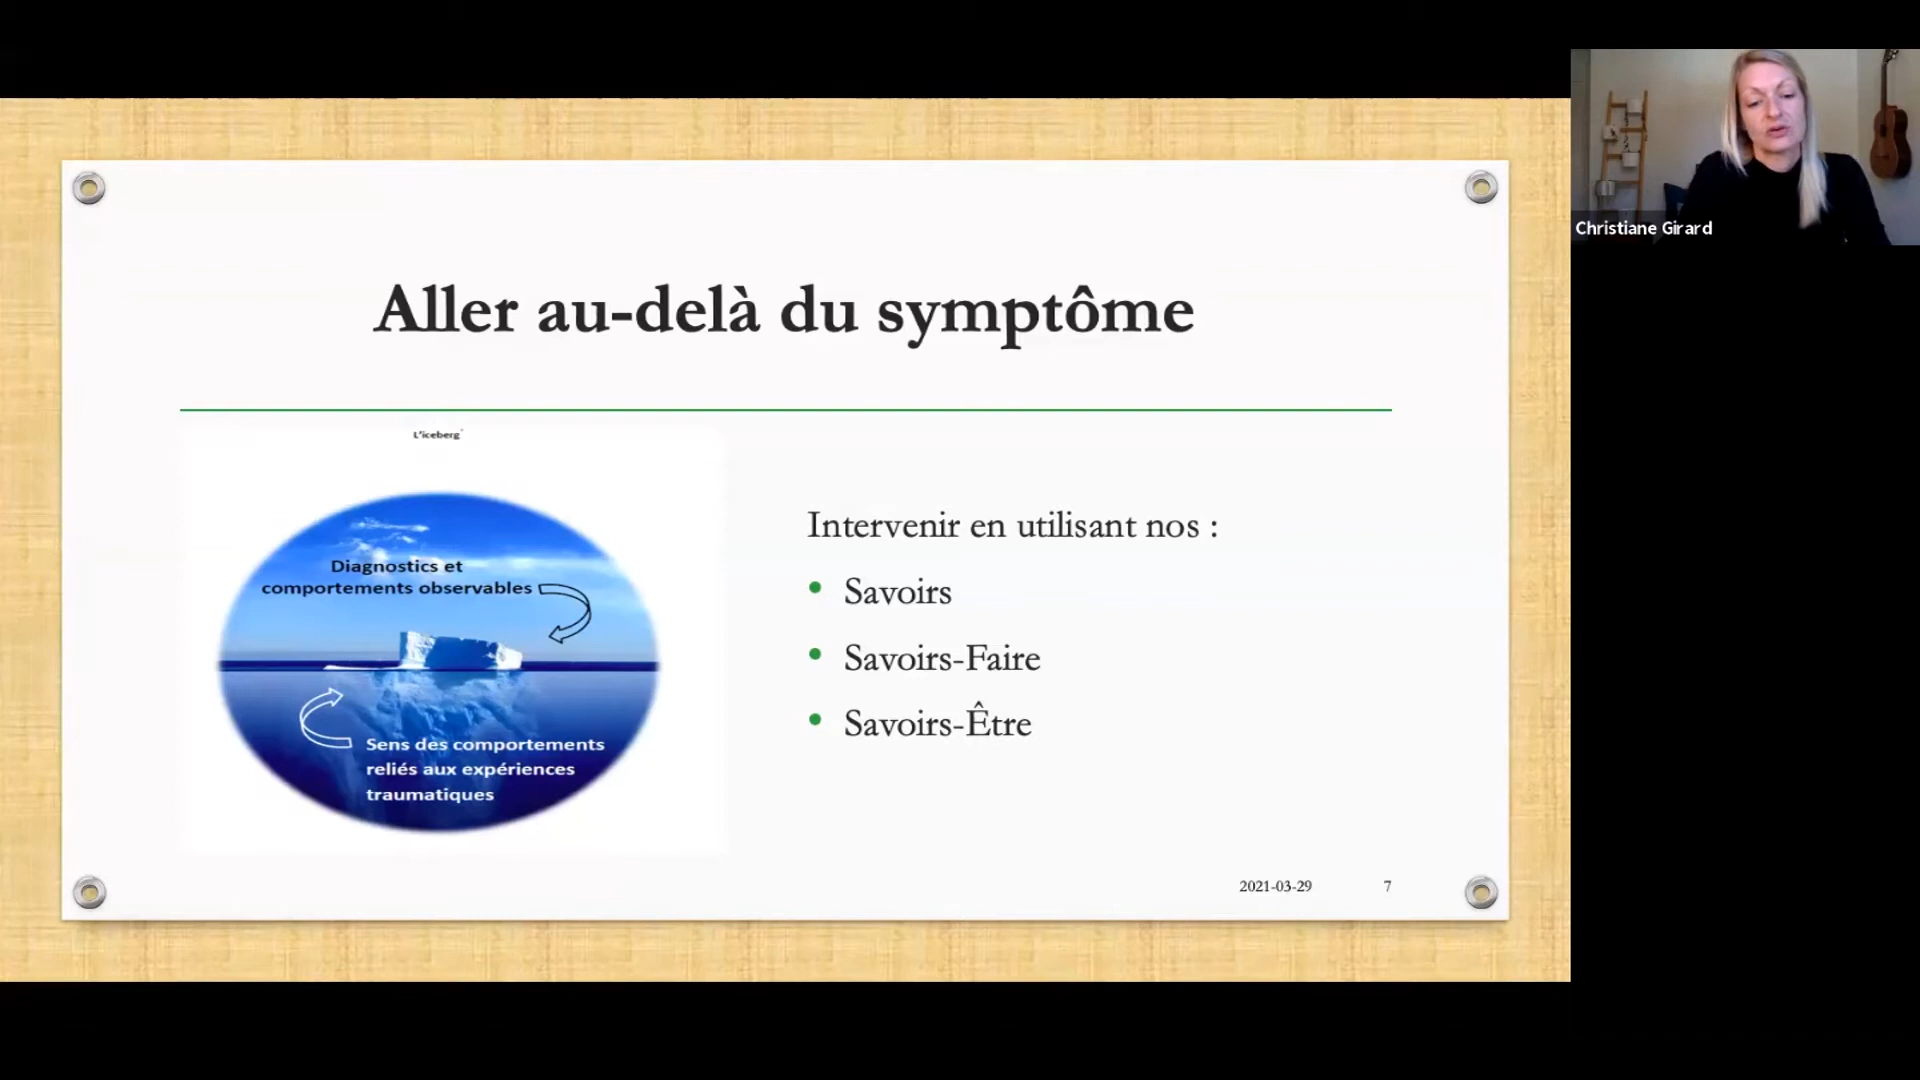 Christiane Girard
Aller au-delà du symptôme
L'iceberg
Diagnostics et
comportements observables
Sens des comportements
reliés aux expériences
traumatiques
Intervenir en utilisant nos :
• Savoirs
• Savoirs-Faire
• Savoirs-Être
2021-03-29
7